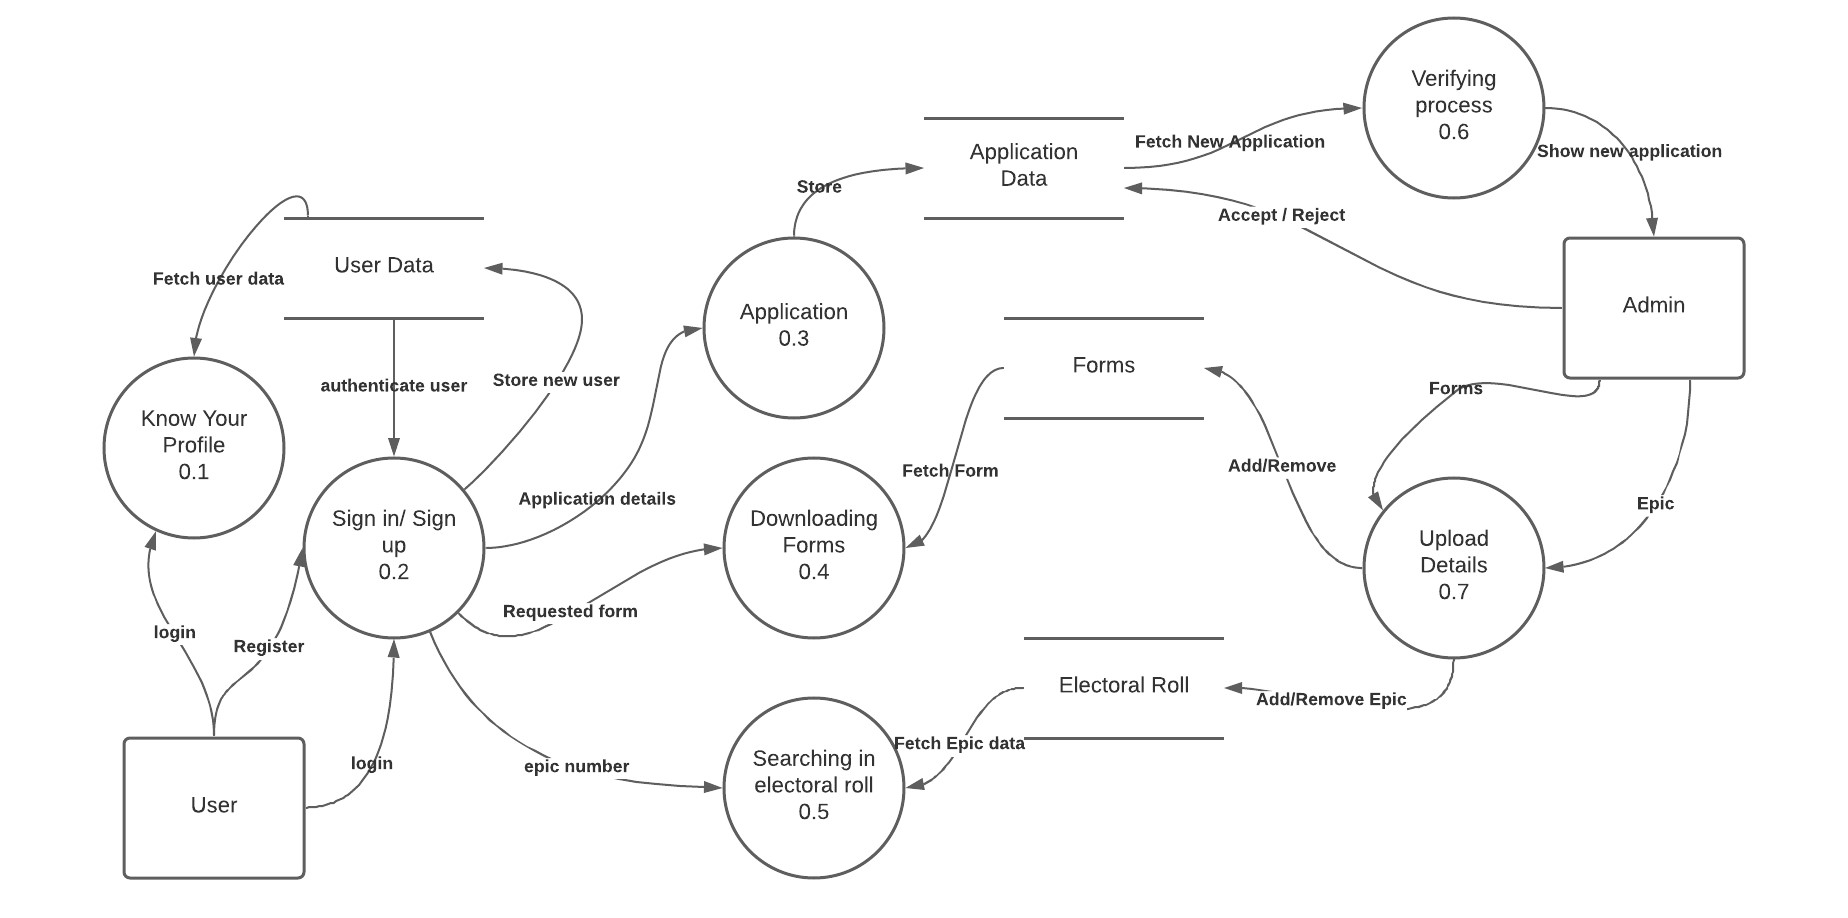 Verifying
process
0.6
Fetch New Application
Show new application
Application
Data
Store
Accept / Reject
User Data
Fetch user data
Application
0.3
Admin
Forms
authenticate user
Store new user
Forms
Know Your
Profile
0.1
Fetch Form
Add/Remove
Application details
Epic
Sign in/ Sign
up
0.2
Downloading
Forms
0.4
Upload
Details
0.7
Requested form
login
Register
Electoral Roll
Add/Remove Epic
Fetch Epic data
login
epic number
Searching in
electoral roll
0.5
User